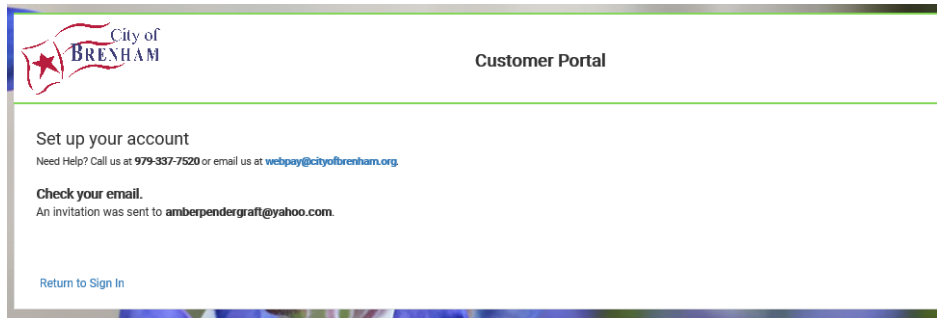 City of
BRENHAM
Customer Portal
Set up your account
Need Help? Call us at 979-337-7520 or email us at webpay@cityofbrenham.org.
Check your email.
An invitation was sent to amberpendergraft@yahoo.com.
Return to Sign In